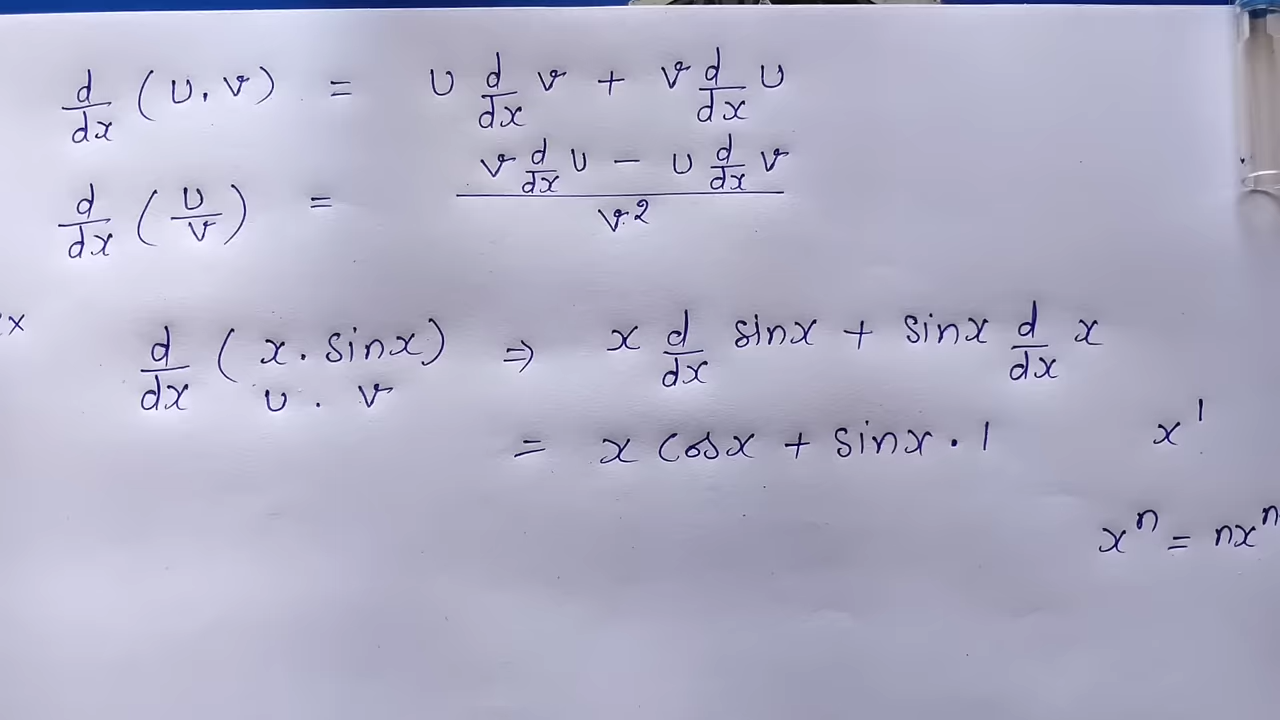 d/dx (U . v) = U d/dx v + v d/dx U
d/dx (U/v) = (v d/dx U - U d/dx v) / v²
x d/dx (x . sinx) ⇒ x d/dx sinx + sinx d/dx x
U . v
= x cosx + sinx . 1
x¹
xⁿ = nxⁿ